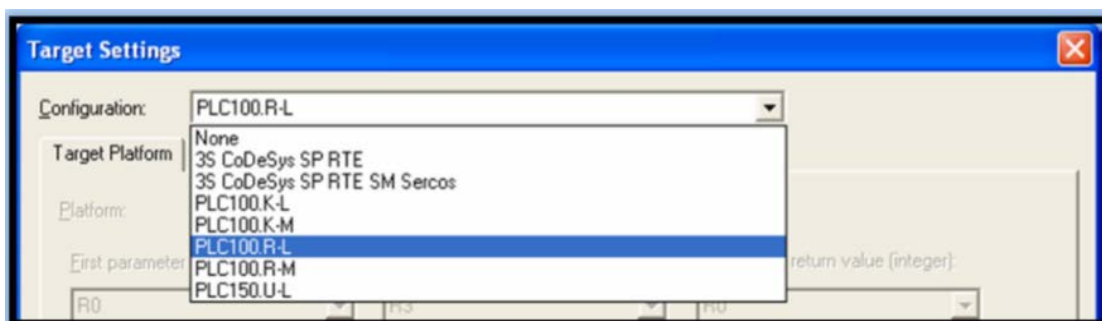 Target Settings
Configuration: PLC100.R-L
None
Target Platform
3S CoDeSys SP RTE
3S CoDeSys SP RTE SM Sercos
PLC100.K-L
Platform:
PLC100.K-M
PLC100.R-L
First parameter
PLC100.R-M
return value (integer):
PLC150.U-L
R0 R3 R0